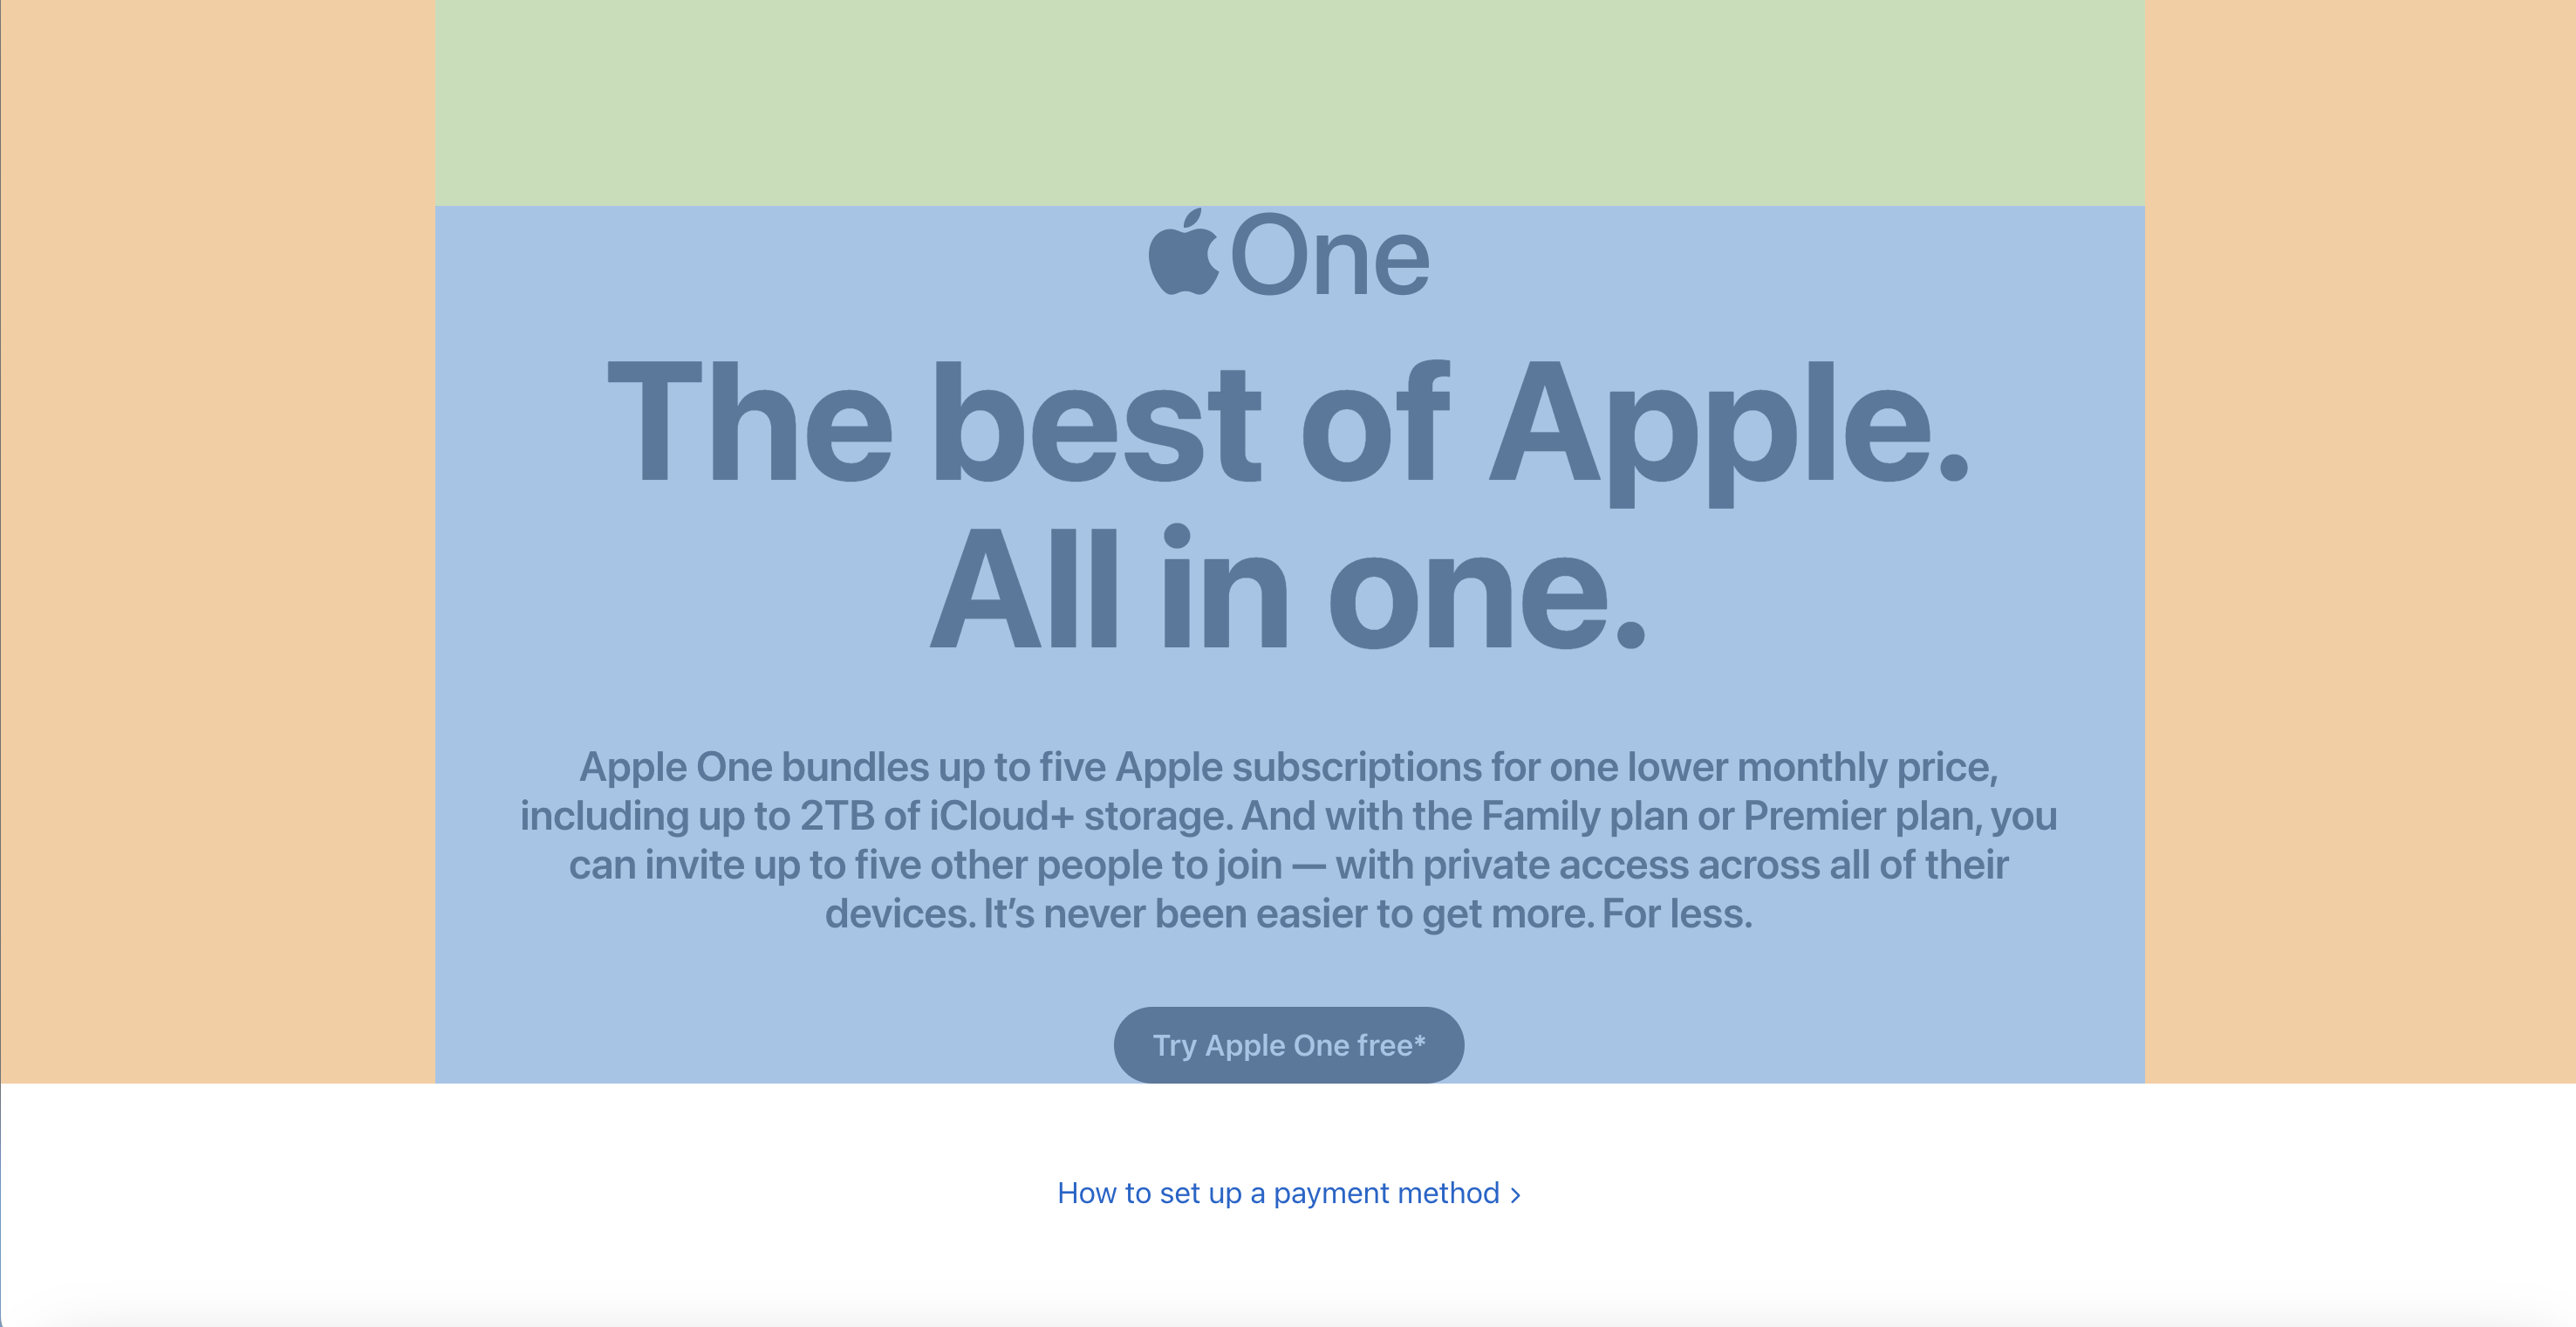 One
The best of Apple.
All in one.
Apple One bundles up to five Apple subscriptions for one lower monthly price,
including up to 2TB of iCloud+ storage. And with the Family plan or Premier plan, you
can invite up to five other people to join — with private access across all of their
devices. It’s never been easier to get more. For less.
Try Apple One free*
How to set up a payment method >